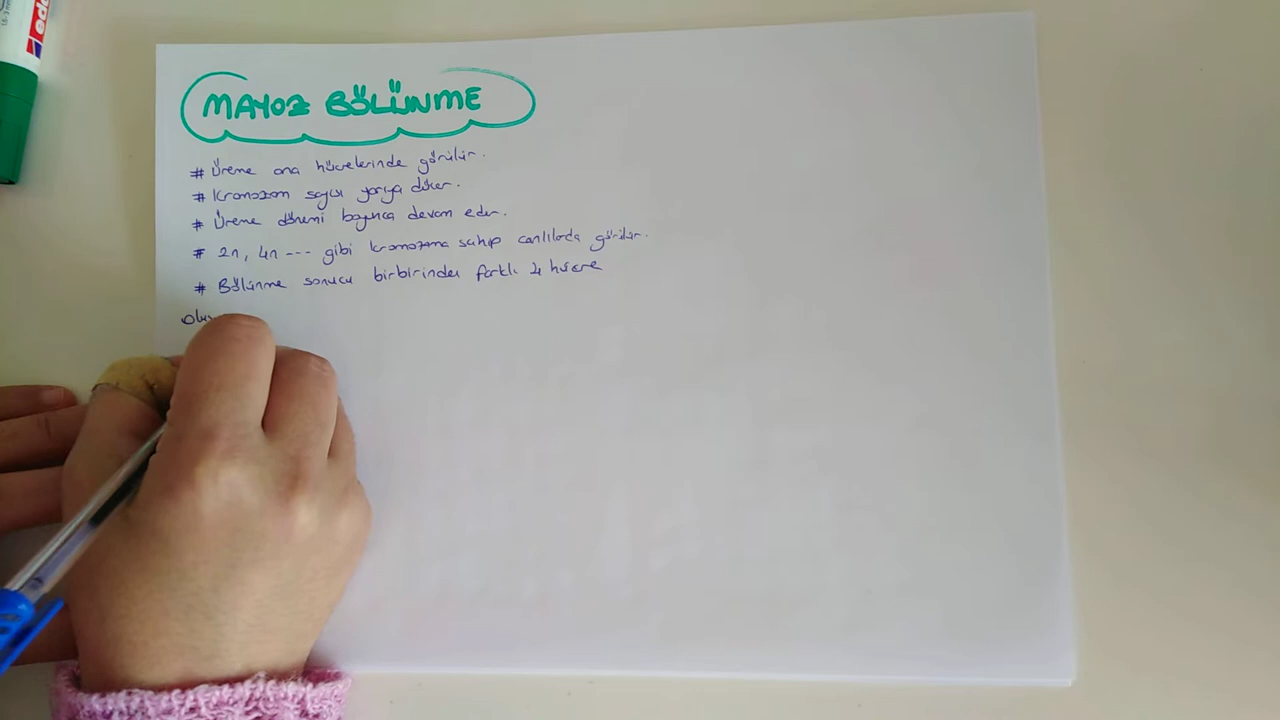 MAYOZ BÖLÜNME
# Üreme ana hücrelerinde görülür.
# Kromozom sayısı yarıya düşer.
# Üreme dönemi boyunca devam eder.
# 2n, 4n --- gibi kromozoma sahip canlılarda görülür.
# Bölünme sonucu birbirinden farklı 4 hücre